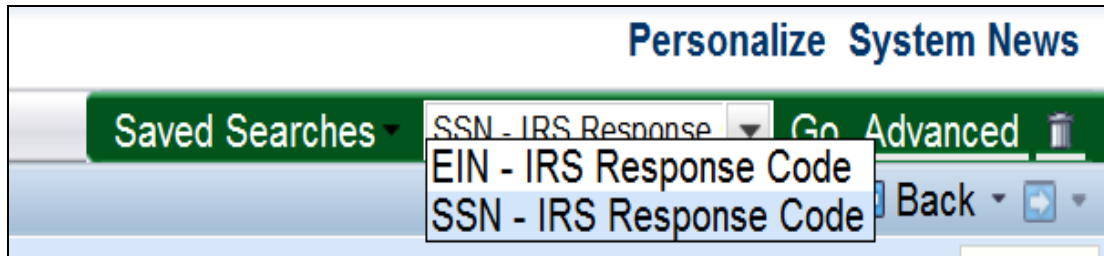 Personalize System News
Saved Searches SSN - IRS Response Go Advanced
EIN - IRS Response Code
SSN - IRS Response Code Back